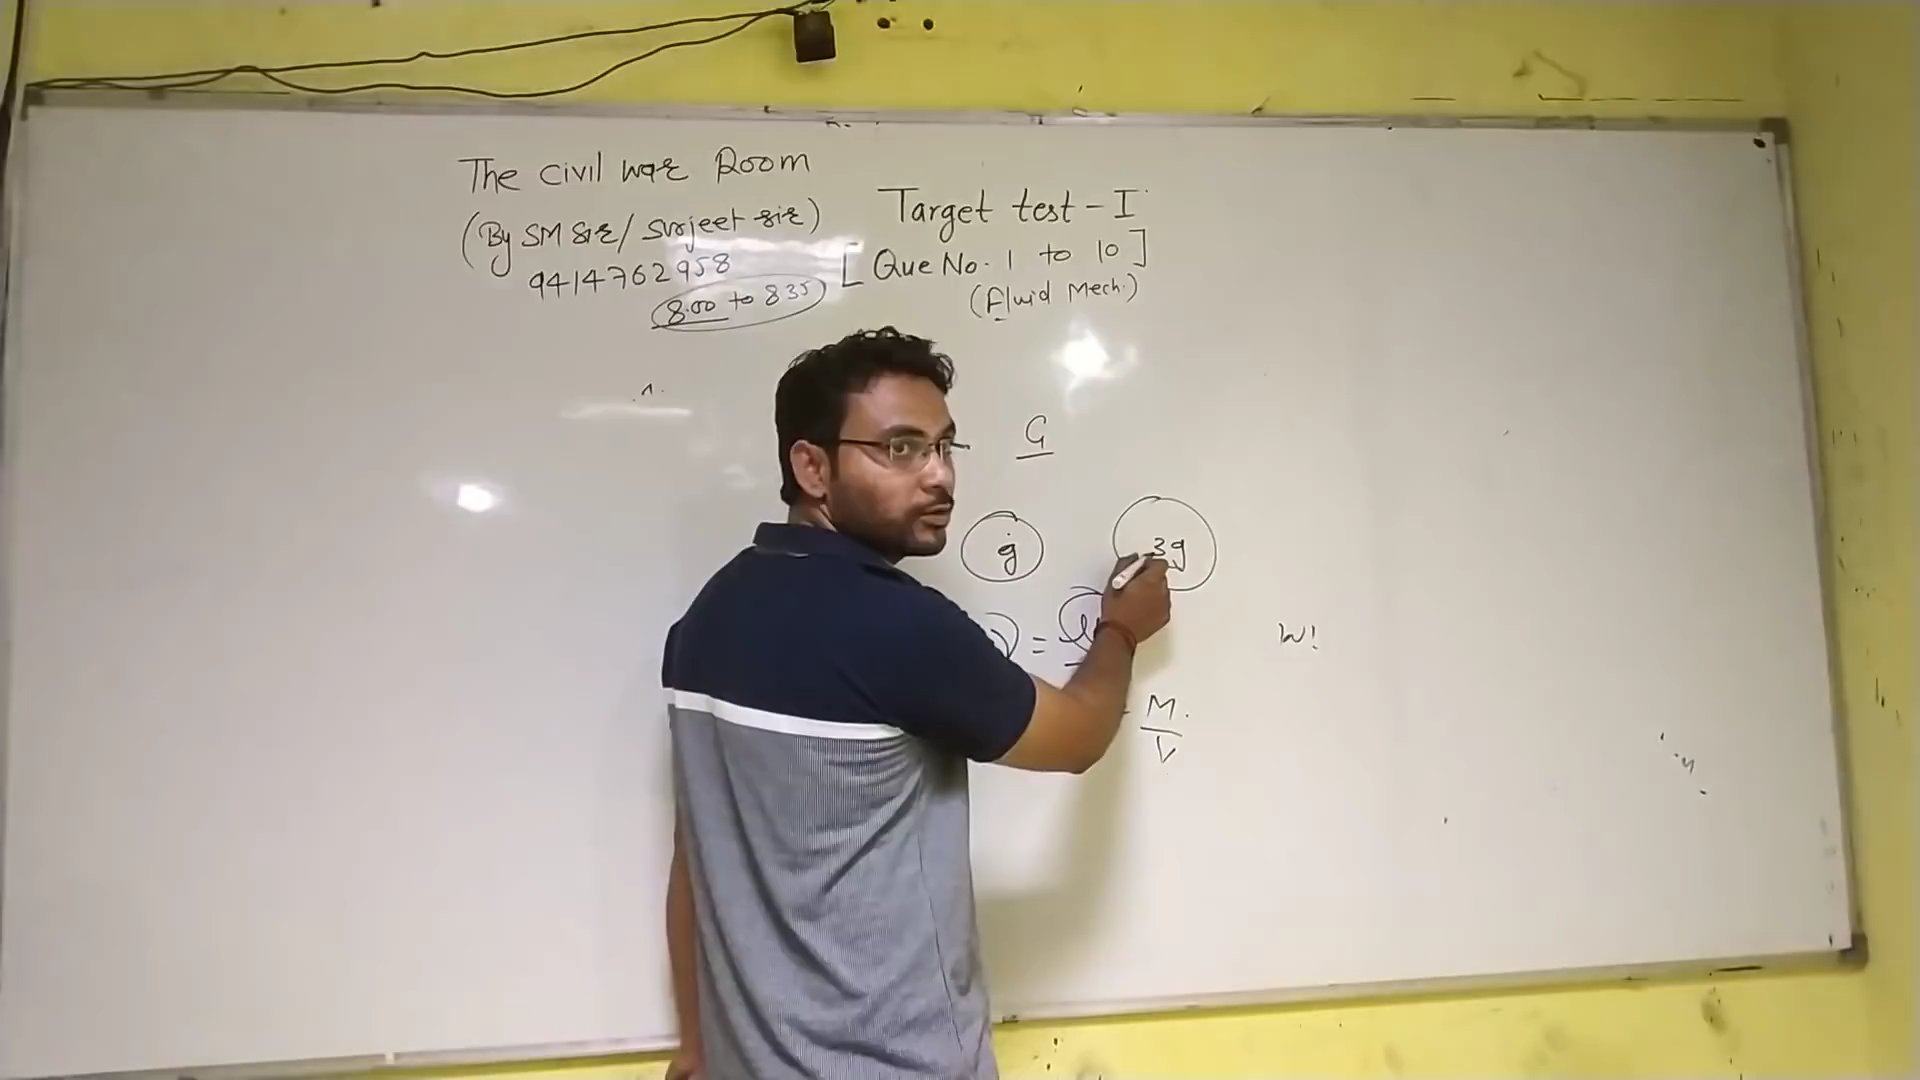 The civil war Room
(By SM Sir/ Surjeet Sir)
9414762958
8.00 to 8 35
Target test - I
[Que No. 1 to 10]
(Fluid Mech.)
G
g
3g
=
W!
M.
V